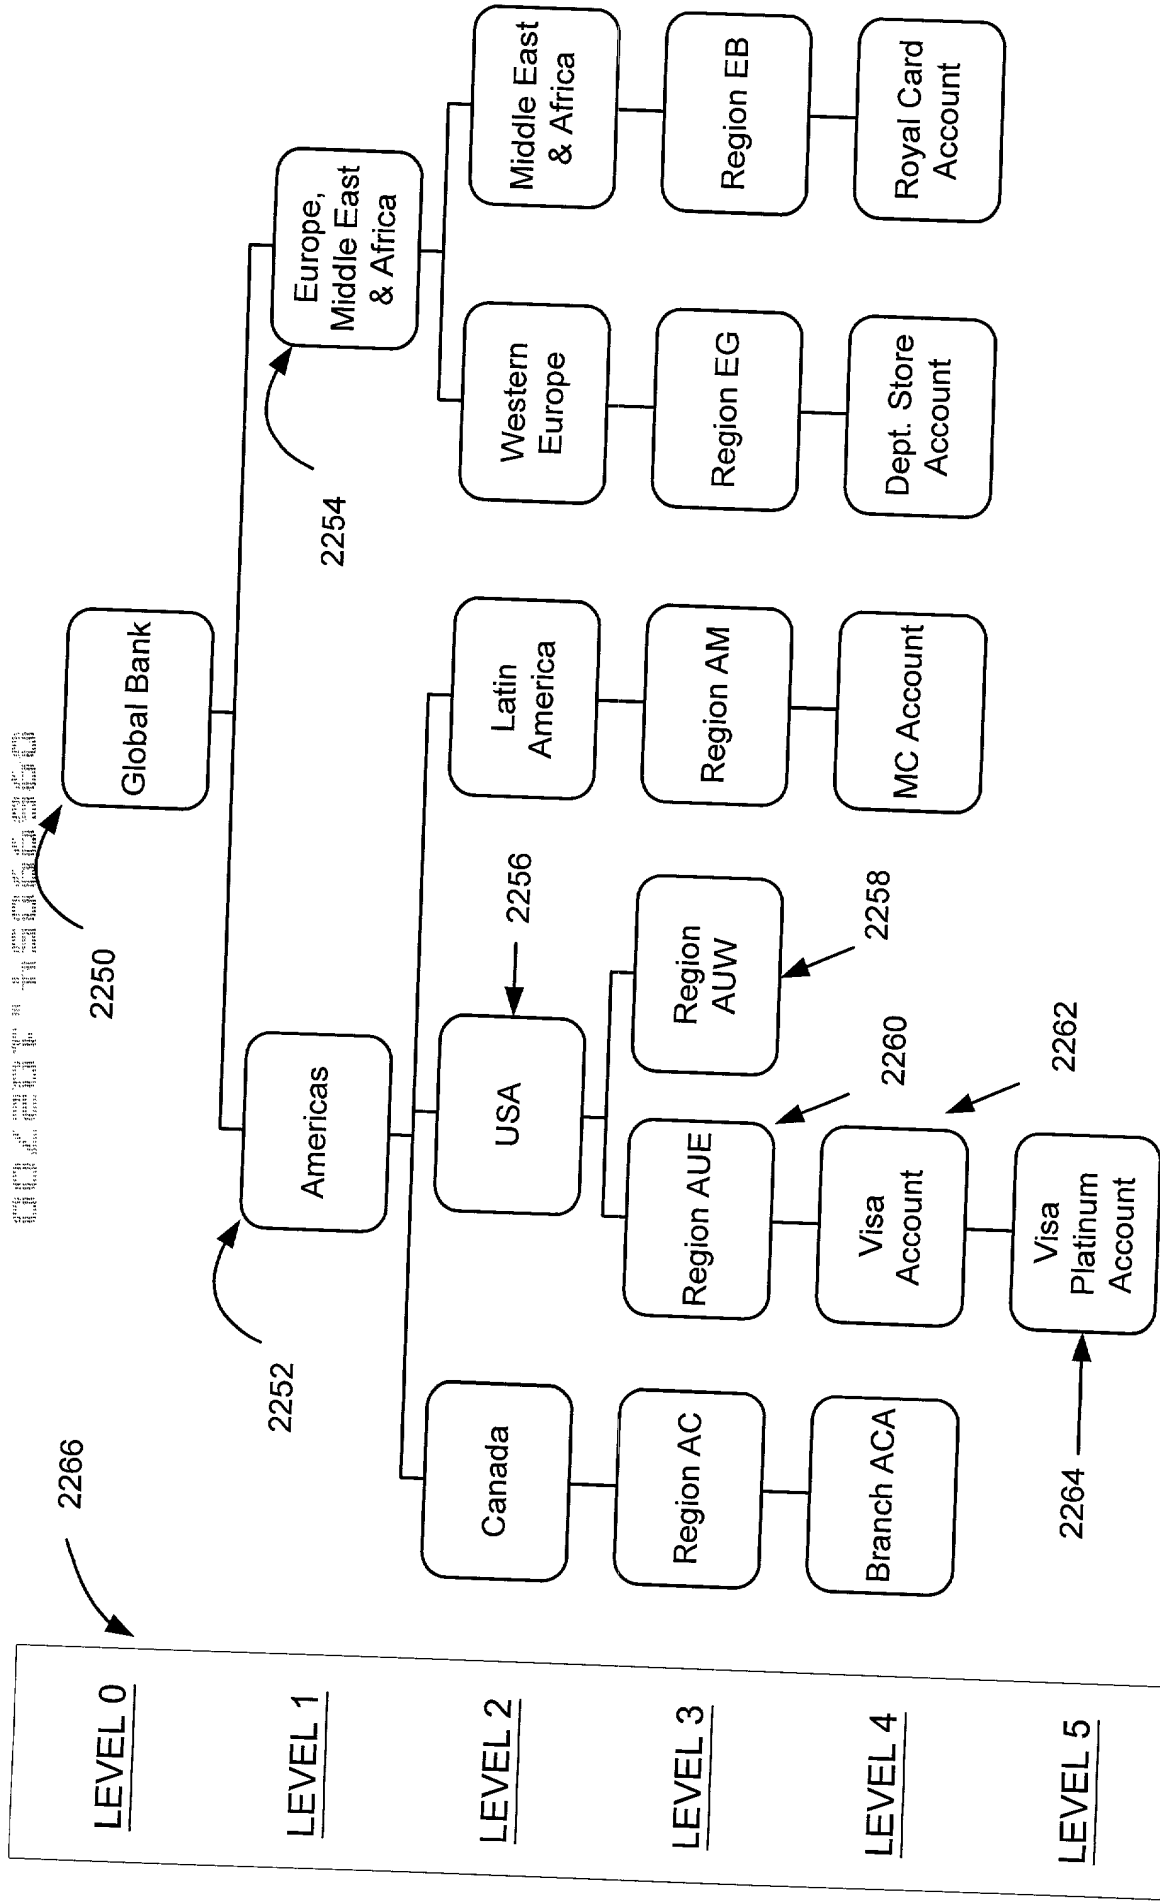 2266
LEVEL 0
LEVEL 1
LEVEL 2
LEVEL 3
LEVEL 4
LEVEL 5
2250
Global Bank
2252
Americas
2254
Europe,
Middle East
& Africa
Canada
USA
2256
Latin
America
Western
Europe
Middle East
& Africa
Region AC
Region AUE
2260
Region
AUW
2258
Region AM
Region EG
Region EB
Branch ACA
Visa
Account
2262
MC Account
Dept. Store
Account
Royal Card
Account
2264
Visa
Platinum
Account